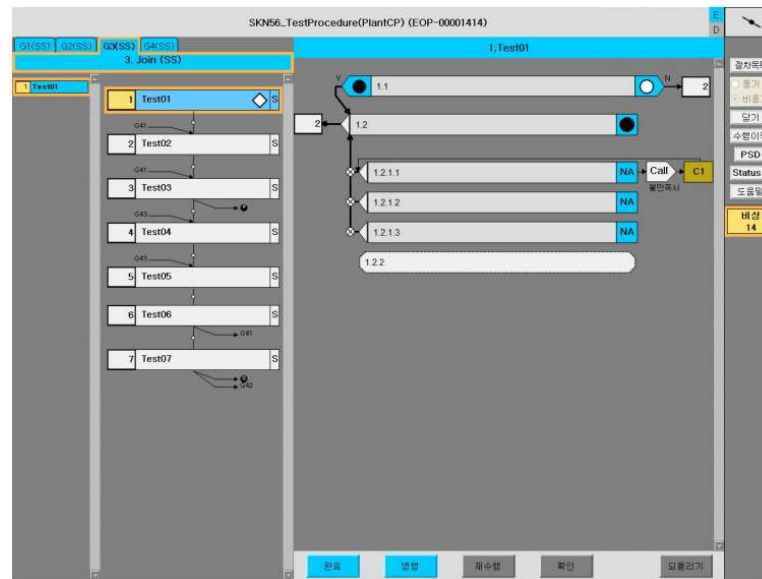 SKN56_TestProcedure(PlantCP) (EOP-00001414)
E
D
G1(SS) G2(SS) G3(SS) G4(SS)
3. Join (SS)
1.Test01
1 Test01
1 Test01 S
G41
2 Test02 S
G41
3 Test03 S
G43
4 Test04 S
G45
5 Test05 S
6 Test06 S
G41
7 Test07 S
G42
Y 1.1 N 2
2 1.2
1.2.1.1 NA Call C1
불만족시
1.2.1.2 NA
1.2.1.3 NA
1.2.2
절차목
동기
비동
닫기
수행이
PSD
Status
도움말
비상
14
완료 병행 재수행 확인 되돌리기